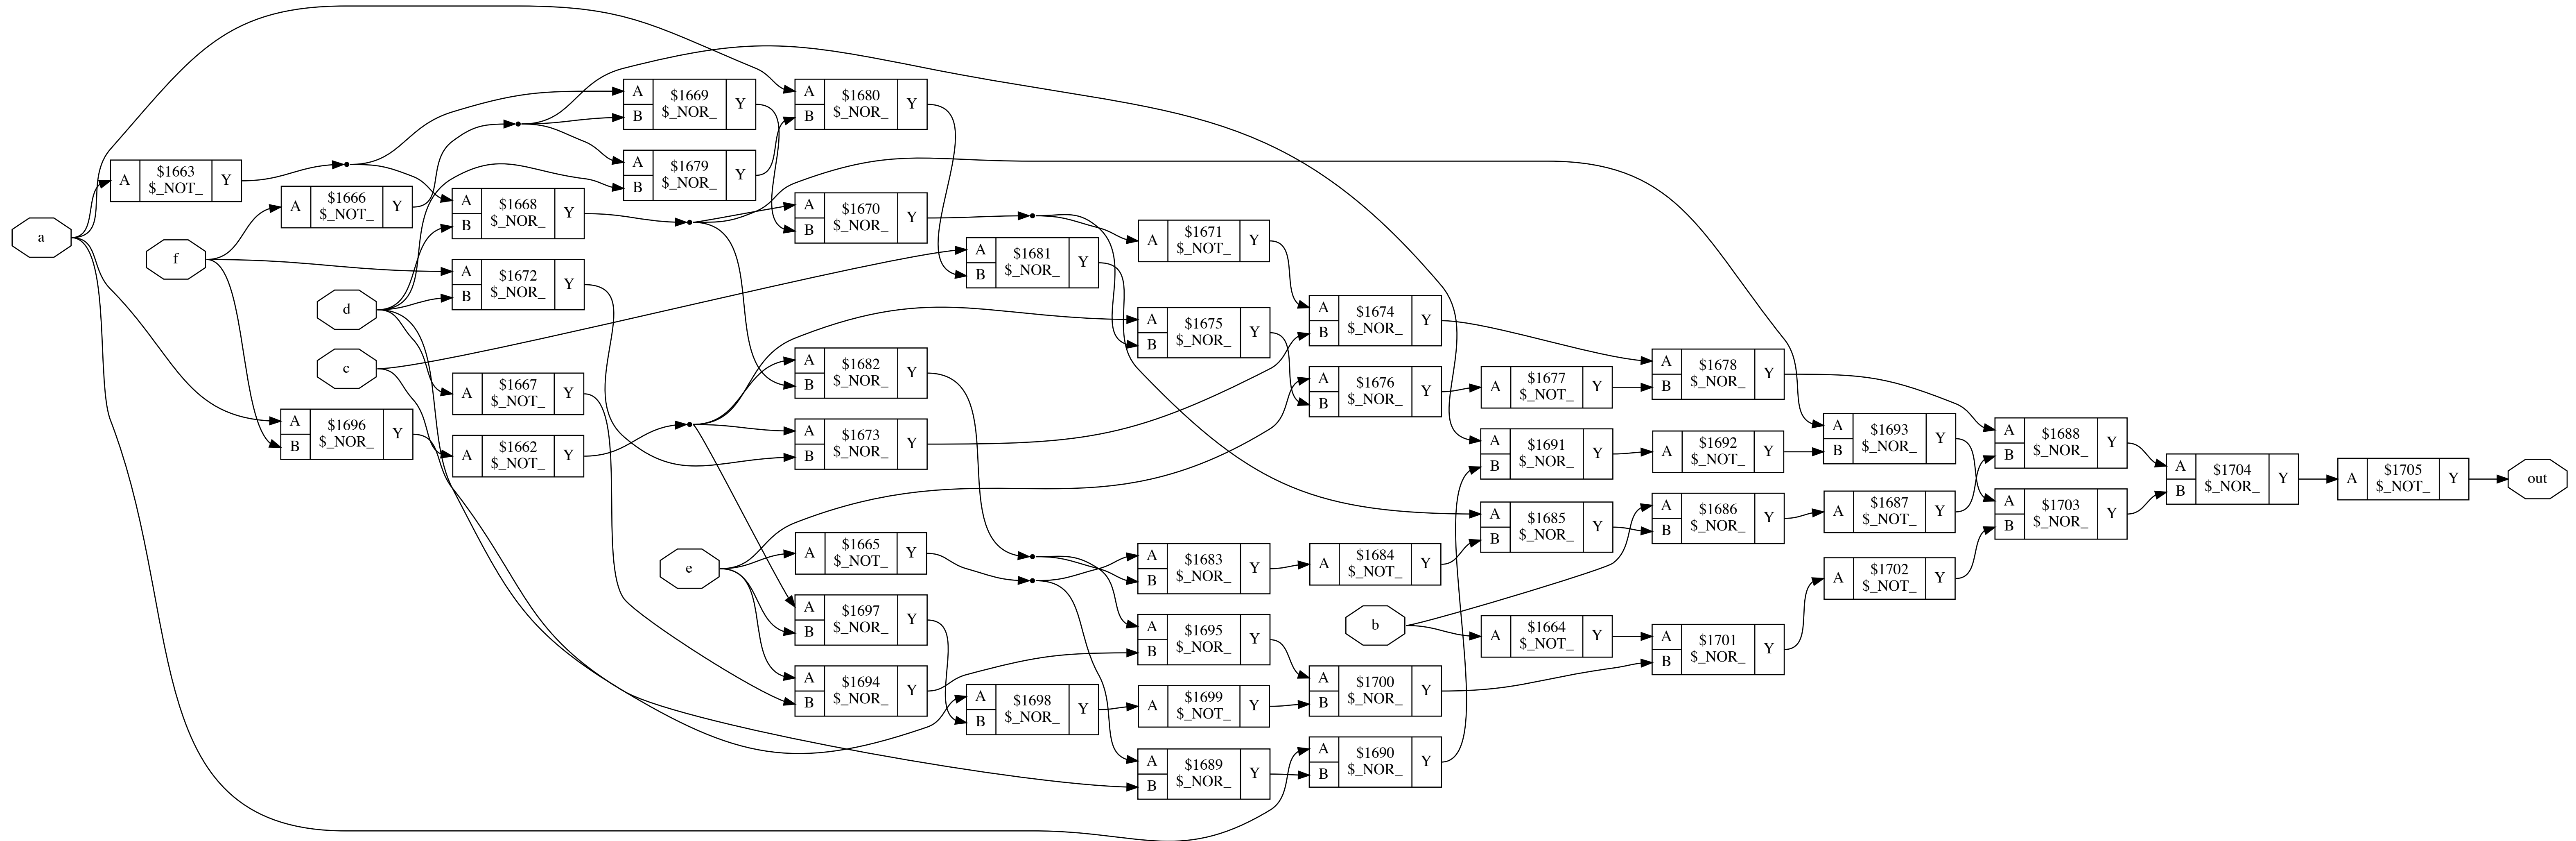 a
f
d
c
e
b
A $1663 $_NOT_ Y
A $1666 $_NOT_ Y
A B $1696 $_NOR_ Y
A B $1668 $_NOR_ Y
A B $1672 $_NOR_ Y
A $1667 $_NOT_ Y
A $1662 $_NOT_ Y
A B $1669 $_NOR_ Y
A B $1679 $_NOR_ Y
A B $1680 $_NOR_ Y
A B $1670 $_NOR_ Y
A B $1682 $_NOR_ Y
A B $1673 $_NOR_ Y
A $1665 $_NOT_ Y
A B $1697 $_NOR_ Y
A B $1694 $_NOR_ Y
A B $1681 $_NOR_ Y
A B $1698 $_NOR_ Y
A $1671 $_NOT_ Y
A B $1675 $_NOR_ Y
A B $1683 $_NOR_ Y
A B $1695 $_NOR_ Y
A $1699 $_NOT_ Y
A B $1689 $_NOR_ Y
A B $1674 $_NOR_ Y
A B $1676 $_NOR_ Y
A $1684 $_NOT_ Y
A B $1700 $_NOR_ Y
A B $1690 $_NOR_ Y
A $1677 $_NOT_ Y
A B $1691 $_NOR_ Y
A B $1685 $_NOR_ Y
A $1664 $_NOT_ Y
A B $1678 $_NOR_ Y
A $1692 $_NOT_ Y
A B $1686 $_NOR_ Y
A B $1701 $_NOR_ Y
A B $1693 $_NOR_ Y
A $1687 $_NOT_ Y
A $1702 $_NOT_ Y
A B $1688 $_NOR_ Y
A B $1703 $_NOR_ Y
A B $1704 $_NOR_ Y
A $1705 $_NOT_ Y
out